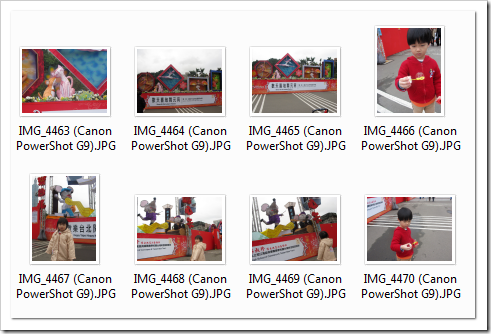 IMG_4463 (Canon PowerShot G9).JPG
IMG_4464 (Canon PowerShot G9).JPG
IMG_4465 (Canon PowerShot G9).JPG
IMG_4466 (Canon PowerShot G9).JPG
IMG_4467 (Canon PowerShot G9).JPG
IMG_4468 (Canon PowerShot G9).JPG
IMG_4469 (Canon PowerShot G9).JPG
IMG_4470 (Canon PowerShot G9).JPG